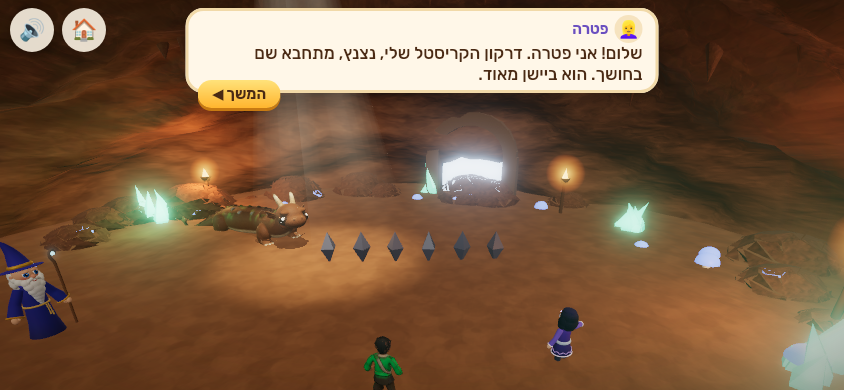 פטרה
שלום! אני פטרה. דרקון הקריסטל שלי, נצנץ, מתחבא שם
בחושך. הוא ביישן מאוד.
המשך ◀